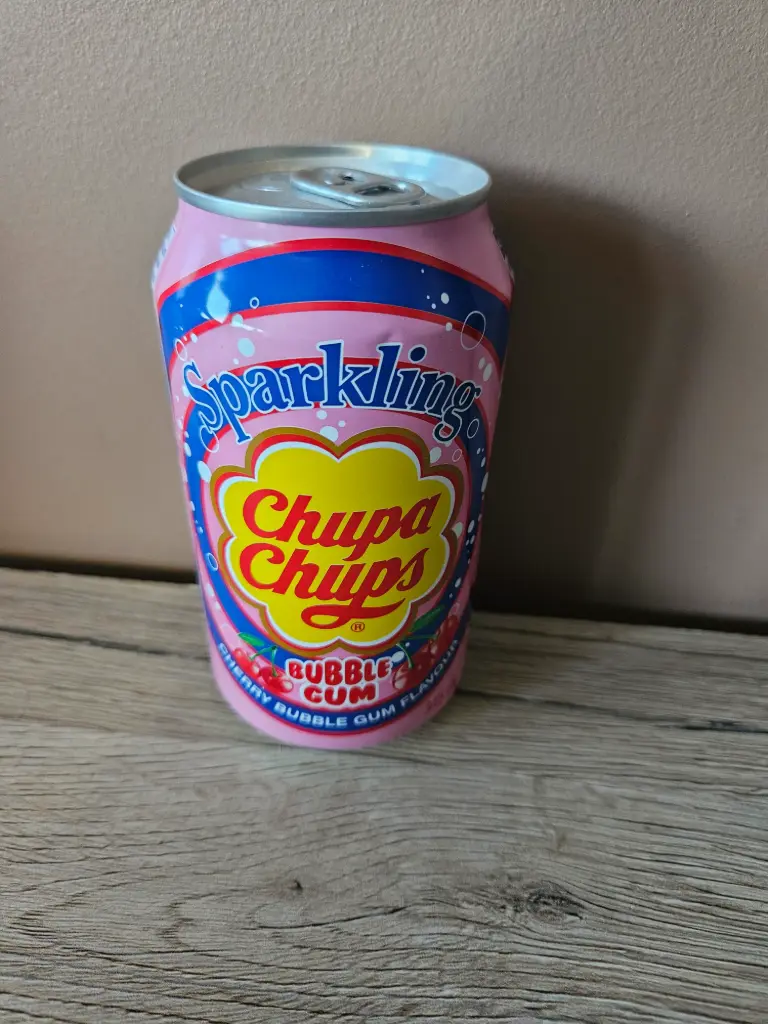 Sparkling
Chupa
Chups
®
BUBBLE
GUM
CHERRY BUBBLE GUM FLAVOUR